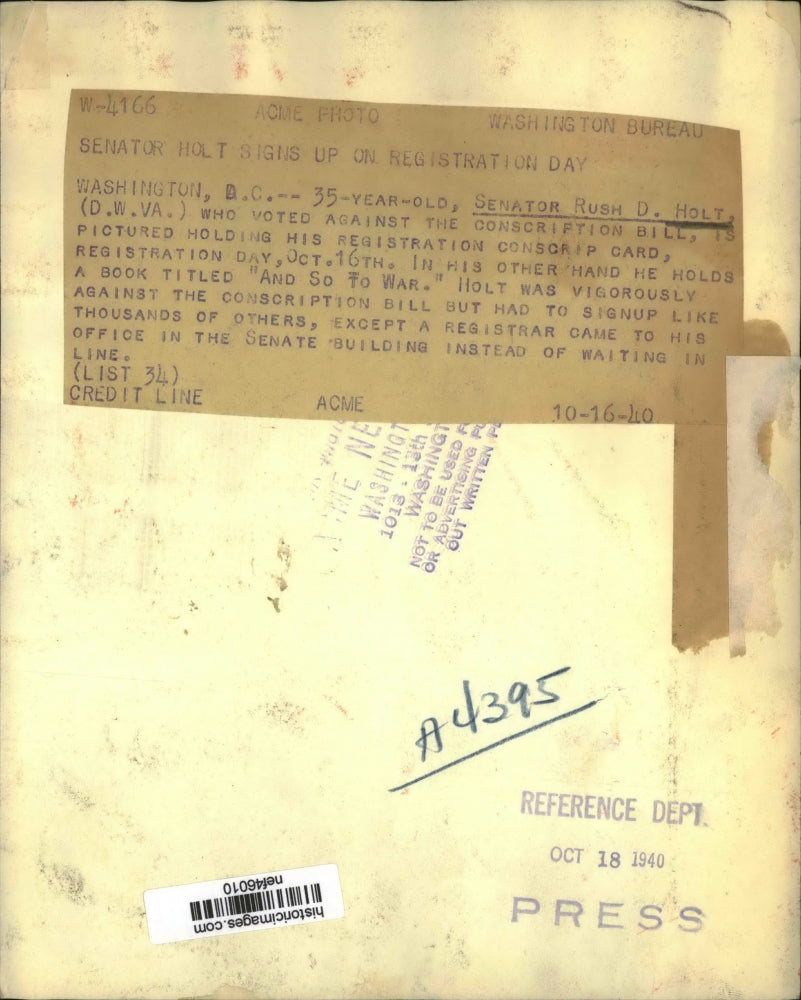 W-4166 ACME PHOTO WASHINGTON BUREAU
SENATOR HOLT SIGNS UP ON REGISTRATION DAY
WASHINGTON, D.C.-- 35-YEAR-OLD, SENATOR RUSH D. HOLT,
(D.W.VA.) WHO VOTED AGAINST THE CONSCRIPTION BILL, IS
PICTURED HOLDING HIS REGISTRATION CONSCRIP CARD,
REGISTRATION DAY, OCT.16TH. IN HIS OTHER HAND HE HOLDS
A BOOK TITLED "AND SO TO WAR." HOLT WAS VIGOROUSLY
AGAINST THE CONSCRIPTION BILL BUT HAD TO SIGNUP LIKE
THOUSANDS OF OTHERS, EXCEPT A REGISTRAR CAME TO HIS
OFFICE IN THE SENATE BUILDING INSTEAD OF WAITING IN
LINE.
(LIST 34)
CREDIT LINE ACME 10-16-40
NE
WASHINGT
1013 - 13th
WASHINGT
NOT TO BE USED F
OR ADVERTISING PU
OUT WRITTEN P
A4395
REFERENCE DEPT.
OCT 18 1940
PRESS
historicimages.com
nef46010